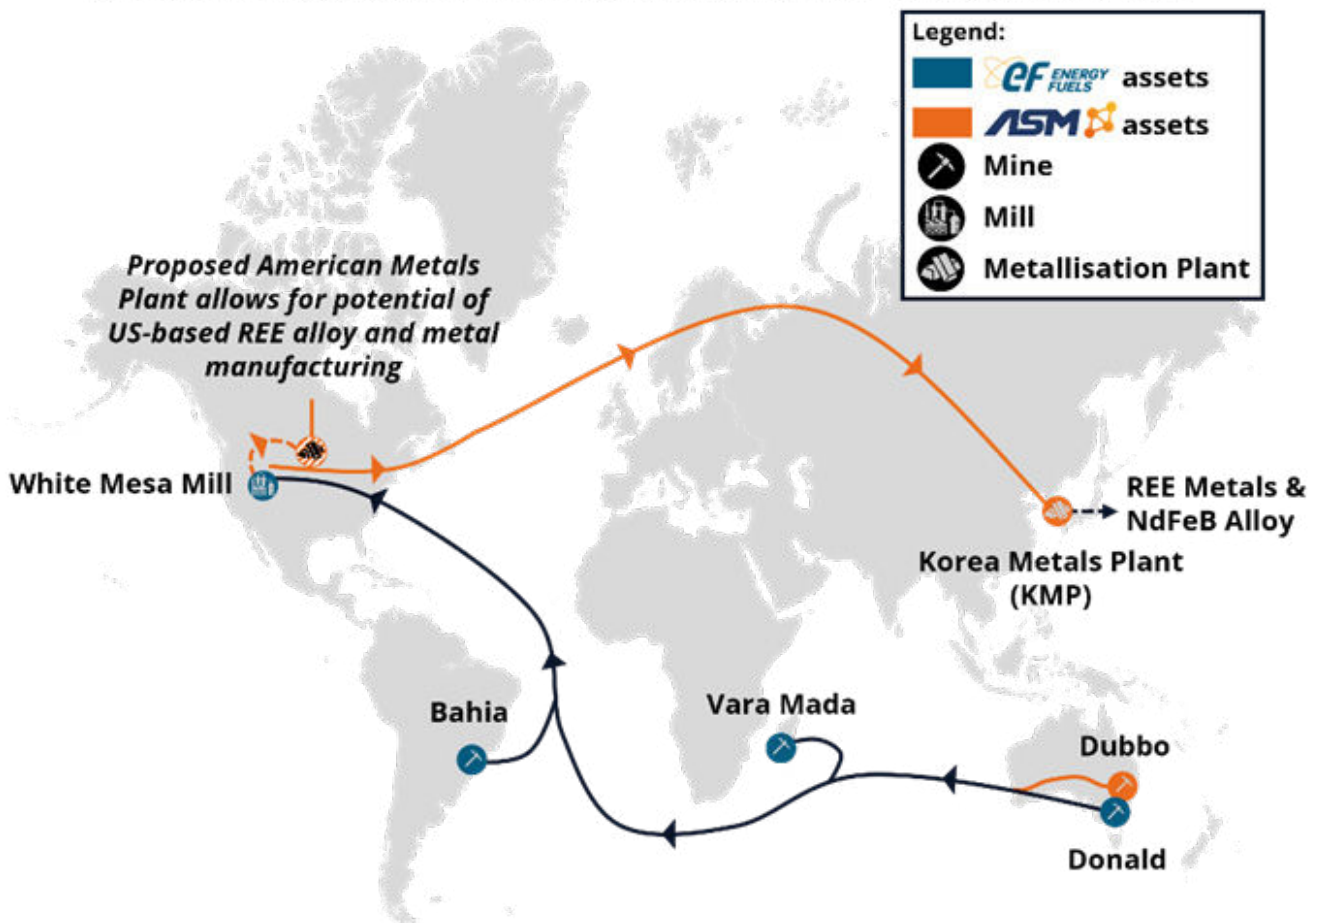 Legend:
eF ENERGY FUELS assets
ASM assets
Mine
Mill
Metallisation Plant
Proposed American Metals
Plant allows for potential of
US-based REE alloy and metal
manufacturing
White Mesa Mill
REE Metals &
NdFeB Alloy
Korea Metals Plant
(KMP)
Bahia
Vara Mada
Dubbo
Donald